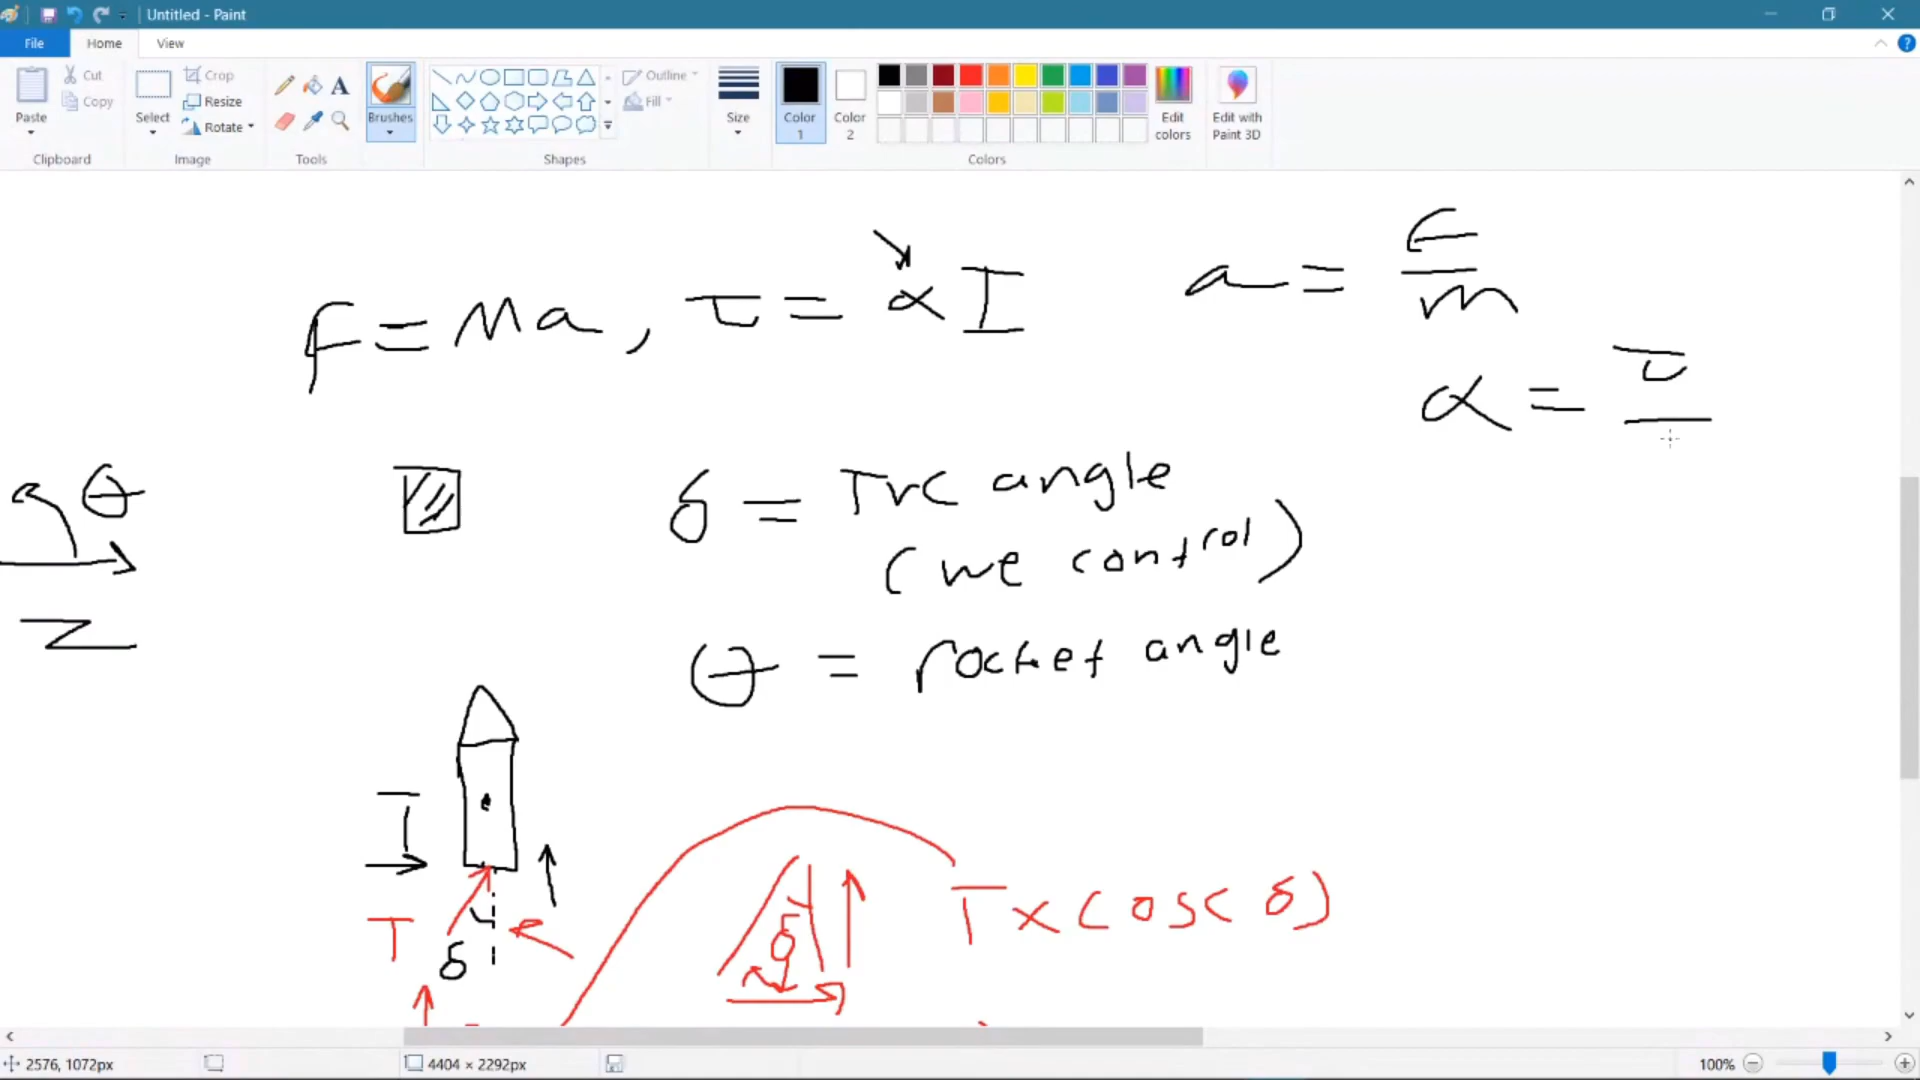 Untitled - Paint
File Home View
Paste
Cut
Copy
Clipboard
Select
Crop
Resize
Rotate
Image
A
Tools
Brushes
Outline
Fill
Shapes
Size
Color 1
Color 2
Edit colors
Edit with Paint 3D
Colors
F = Ma, τ = α I
a = F/m
α = τ
θ
Z
δ = TVC angle
(we control)
θ = rocket angle
I
T
δ
δ
T x cos(δ)
2576, 1072px
4404 × 2292px
100%